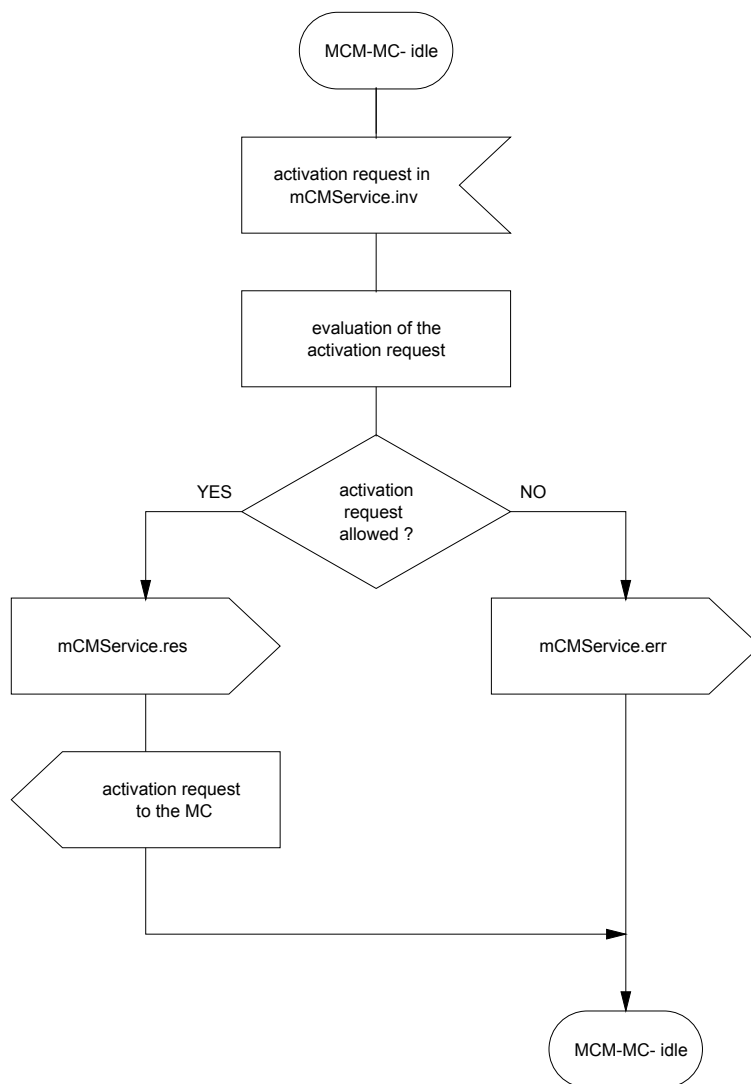 MCM-MC- idle
activation request in
mCMService.inv
evaluation of the
activation request
YES
activation
request
allowed ?
NO
mCMService.res
mCMService.err
activation request
to the MC
MCM-MC- idle